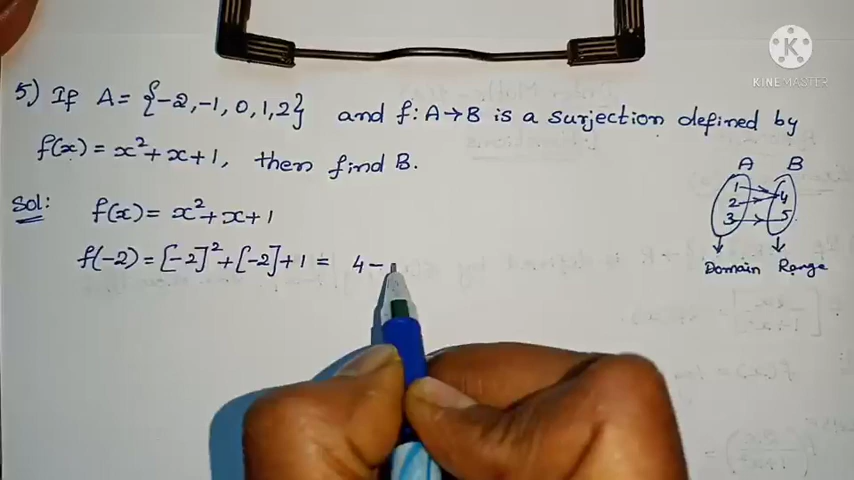 KINEMASTER
5) If A = {-2, -1, 0, 1, 2} and f: A→B is a surjection defined by
f(x) = x²+x+1, then find B.
A B
Sol: f(x) = x²+x+1
1 2 3 4 5
f(-2) = [-2]²+[-2]+1 = 4-
Domain Range